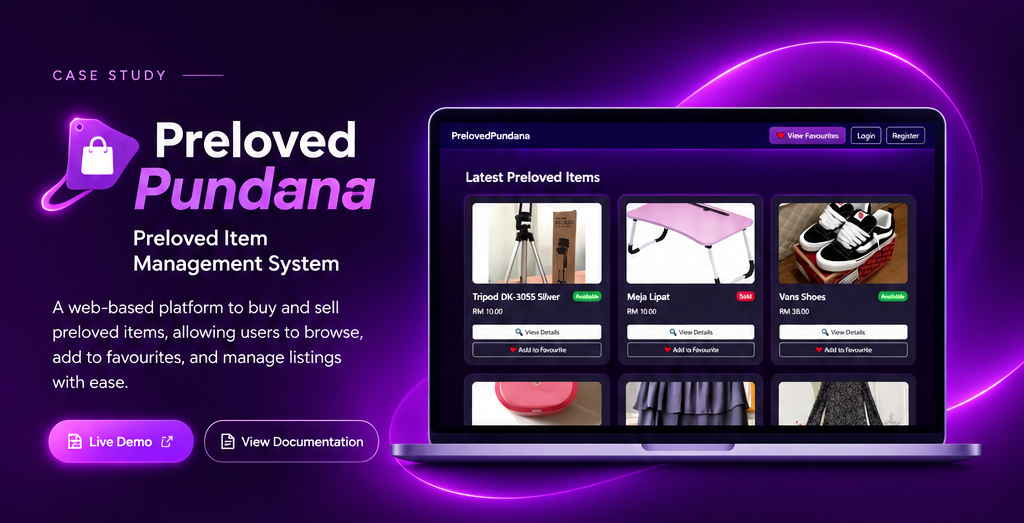 CASE STUDY
Preloved
Pundana
Preloved Item
Management System
A web-based platform to buy and sell
preloved items, allowing users to browse,
add to favourites, and manage listings
with ease.
Live Demo
View Documentation
PrelovedPundana
View Favourites
Login
Register
Latest Preloved Items
Tripod DK-3055 Silver
Available
RM 10.00
View Details
Add to Favourite
Meja Lipat
Sold
RM 10.00
View Details
Add to Favourite
Vans Shoes
Available
RM 38.00
View Details
Add to Favourite